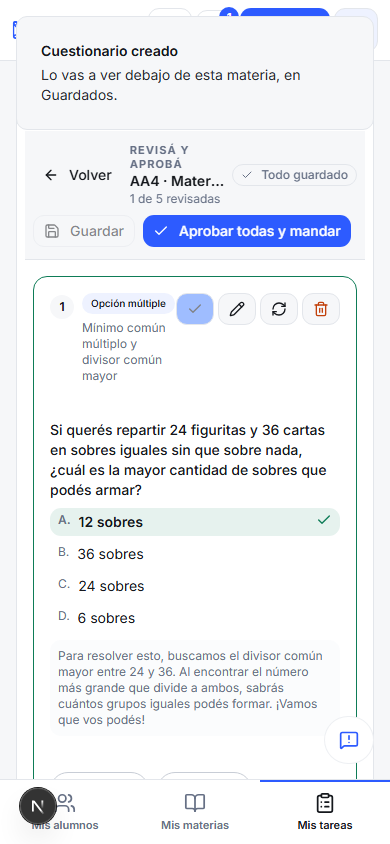 Cuestionario creado
Lo vas a ver debajo de esta materia, en
Guardados.
Volver
REVISÁ Y
APROBÁ
AA4 · Mater...
1 de 5 revisadas
Todo guardado
Guardar
Aprobar todas y mandar
1
Opción múltiple
Mínimo común
múltiplo y
divisor común
mayor
Si querés repartir 24 figuritas y 36 cartas
en sobres iguales sin que sobre nada,
¿cuál es la mayor cantidad de sobres que
podés armar?
A. 12 sobres
B. 36 sobres
C. 24 sobres
D. 6 sobres
Para resolver esto, buscamos el divisor común
mayor entre 24 y 36. Al encontrar el número
más grande que divide a ambos, sabrás
cuántos grupos iguales podés formar. ¡Vamos
que vos podés!
N
Mis alumnos
Mis materias
Mis tareas